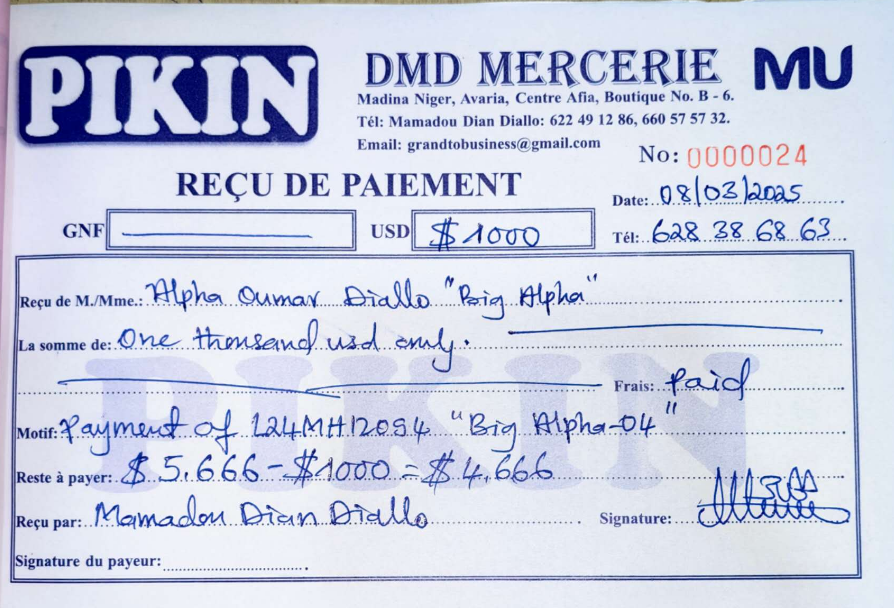 PIKIN
DMD MERCERIE
MU
Madina Niger, Avaria, Centre Afia, Boutique No. B - 6.
Tél: Mamadou Dian Diallo: 622 49 12 86, 660 57 57 32.
Email: grandtobusiness@gmail.com
No: 0000024
REÇU DE PAIEMENT
Date: 08/03/2025
GNF
USD $ 1000
Tél: 628 38 68 63
Reçu de M./Mme.: Alpha Oumar Diallo "Big Alpha"
La somme de: One thousand usd only.
Frais: Paid
Motif: Payment of L24MH12094 "Big Alpha-04"
Reste à payer: $ 5.666 - $1000 = $ 4,666
Reçu par: Mamadou Dian Diallo
Signature:
Signature du payeur:
PIKIN